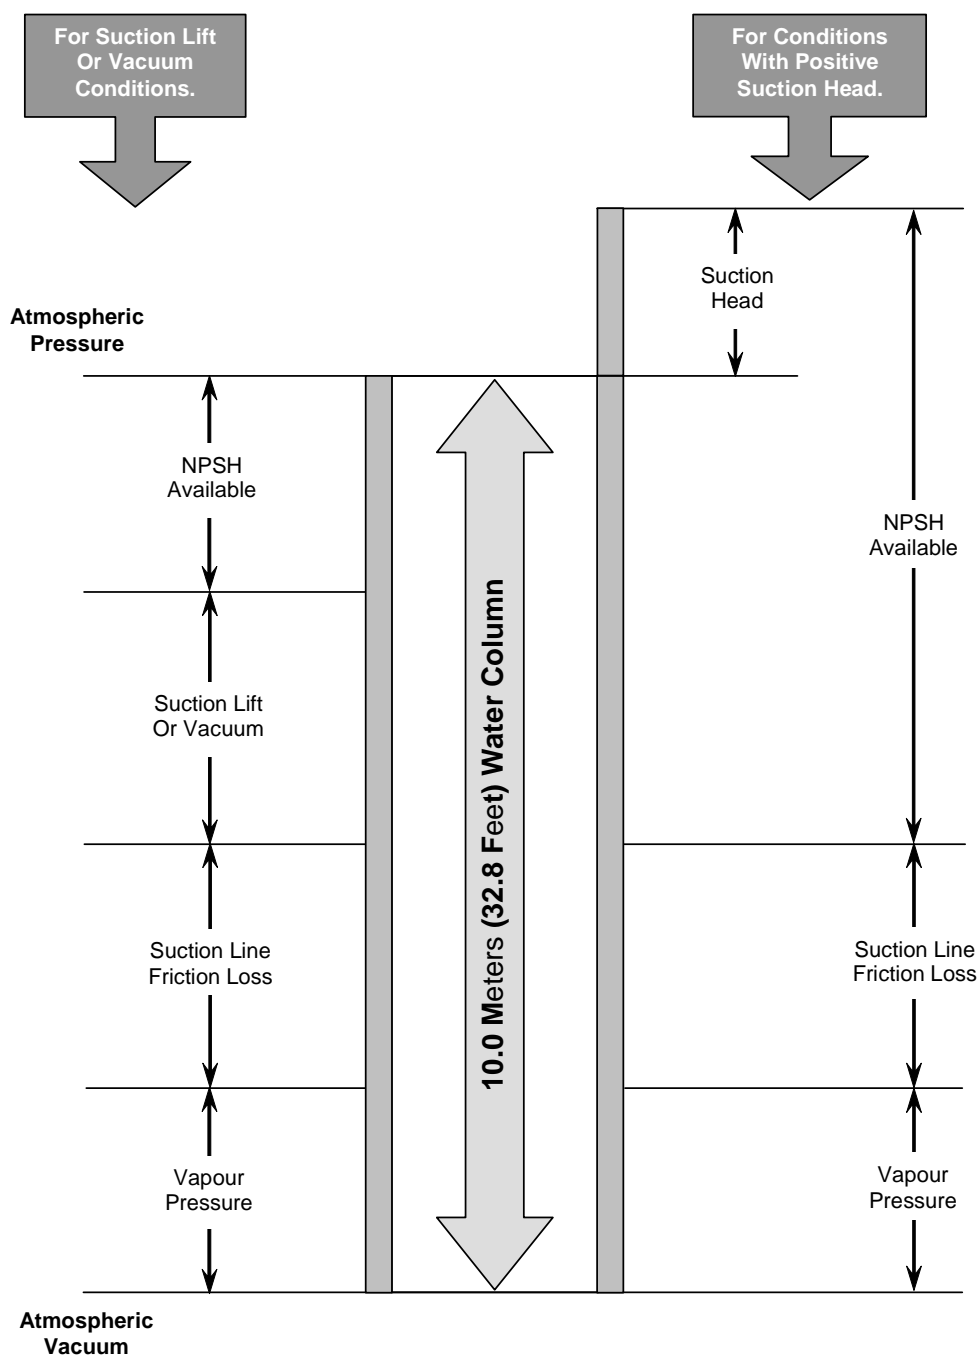 For Suction Lift
Or Vacuum
Conditions.
For Conditions
With Positive
Suction Head.
Suction
Head
Atmospheric
Pressure
NPSH
Available
NPSH
Available
Suction Lift
Or Vacuum
10.0 Meters (32.8 Feet) Water Column
Suction Line
Friction Loss
Suction Line
Friction Loss
Vapour
Pressure
Vapour
Pressure
Atmospheric
Vacuum